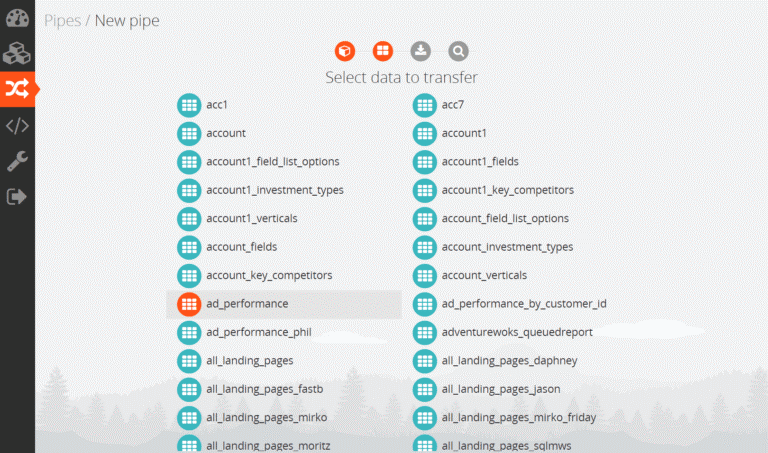 Pipes / New pipe
Select data to transfer
acc1
acc7
account
account1
account1_field_list_options
account1_fields
account1_investment_types
account1_key_competitors
account1_verticals
account_field_list_options
account_fields
account_investment_types
account_key_competitors
account_verticals
ad_performance
ad_performance_by_customer_id
ad_performance_phil
adventurewoks_queuedreport
all_landing_pages
all_landing_pages_daphney
all_landing_pages_fastb
all_landing_pages_jason
all_landing_pages_mirko
all_landing_pages_mirko_friday
all_landing_pages_moritz
all_landing_pages_sqlmws